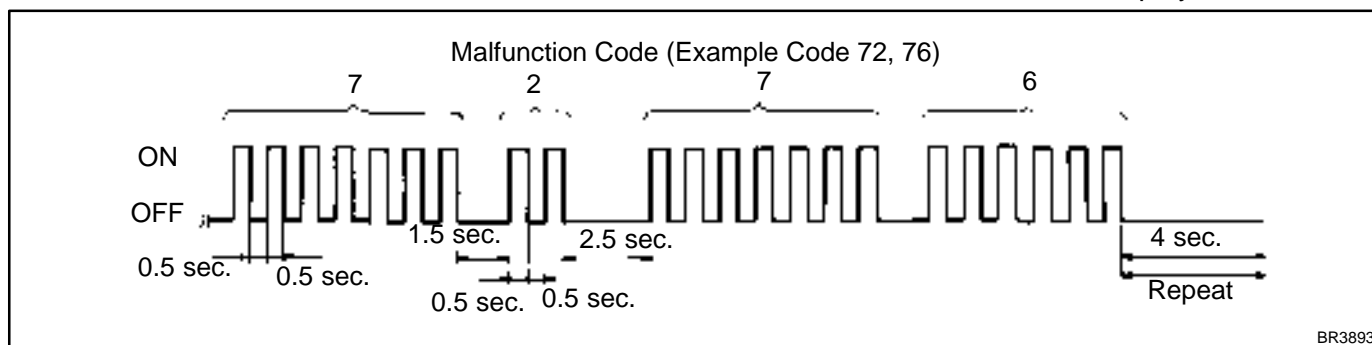 Malfunction Code (Example Code 72, 76)
7 2 7 6
ON
OFF
1.5 sec. 2.5 sec. 4 sec.
0.5 sec. 0.5 sec.
0.5 sec. 0.5 sec.
Repeat
BR3893